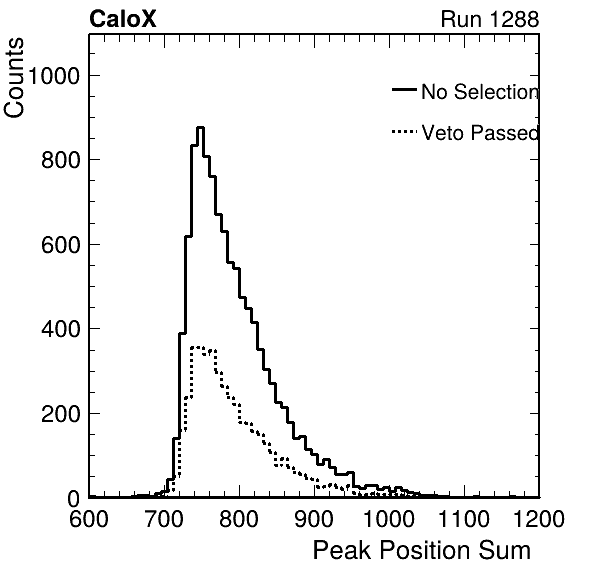 CaloX Run 1288
Counts
1000
800
600
400
200
0
No Selection
Veto Passed
600 700 800 900 1000 1100 1200
Peak Position Sum